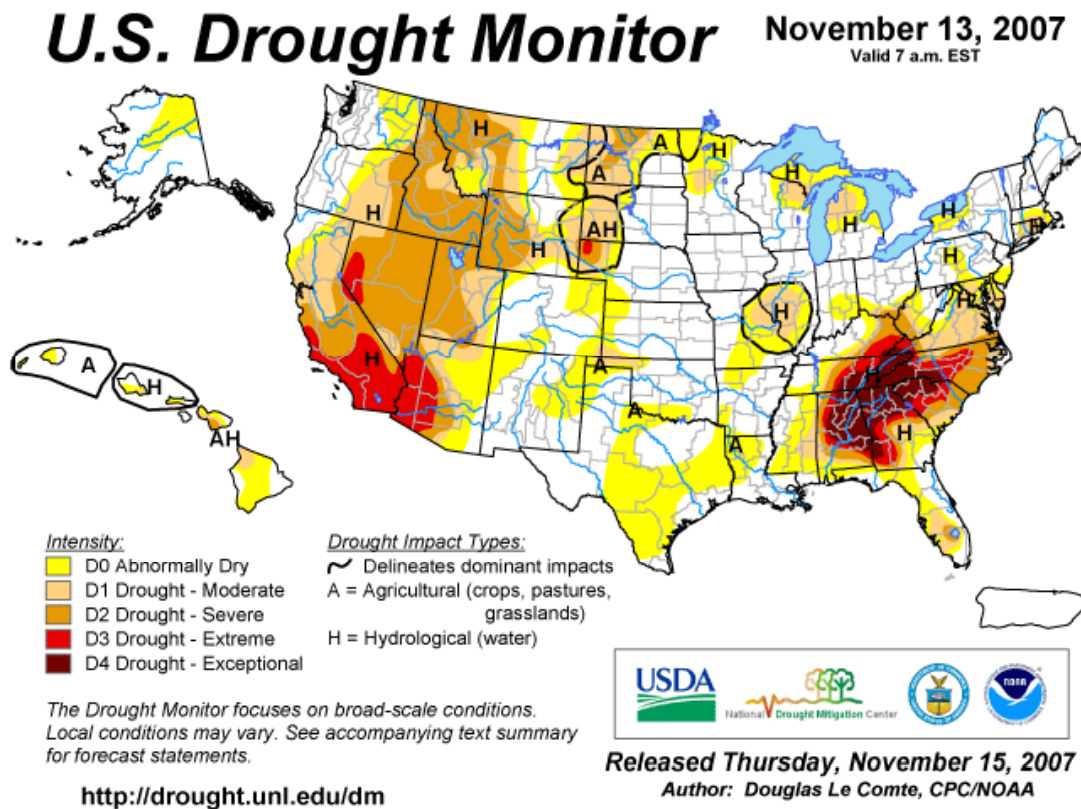 U.S. Drought Monitor
November 13, 2007
Valid 7 a.m. EST
H
H
A
A
H
AH
H
H
H
H
H
H
H
H
H
H
H
A
A
A
H
A
H
AH
Intensity:
D0 Abnormally Dry
D1 Drought - Moderate
D2 Drought - Severe
D3 Drought - Extreme
D4 Drought - Exceptional
Drought Impact Types:
Delineates dominant impacts
A = Agricultural (crops, pastures,
grasslands)
H = Hydrological (water)
The Drought Monitor focuses on broad-scale conditions.
Local conditions may vary. See accompanying text summary
for forecast statements.
http://drought.unl.edu/dm
USDA
National Drought Mitigation Center
NOAA
Released Thursday, November 15, 2007
Author: Douglas Le Comte, CPC/NOAA